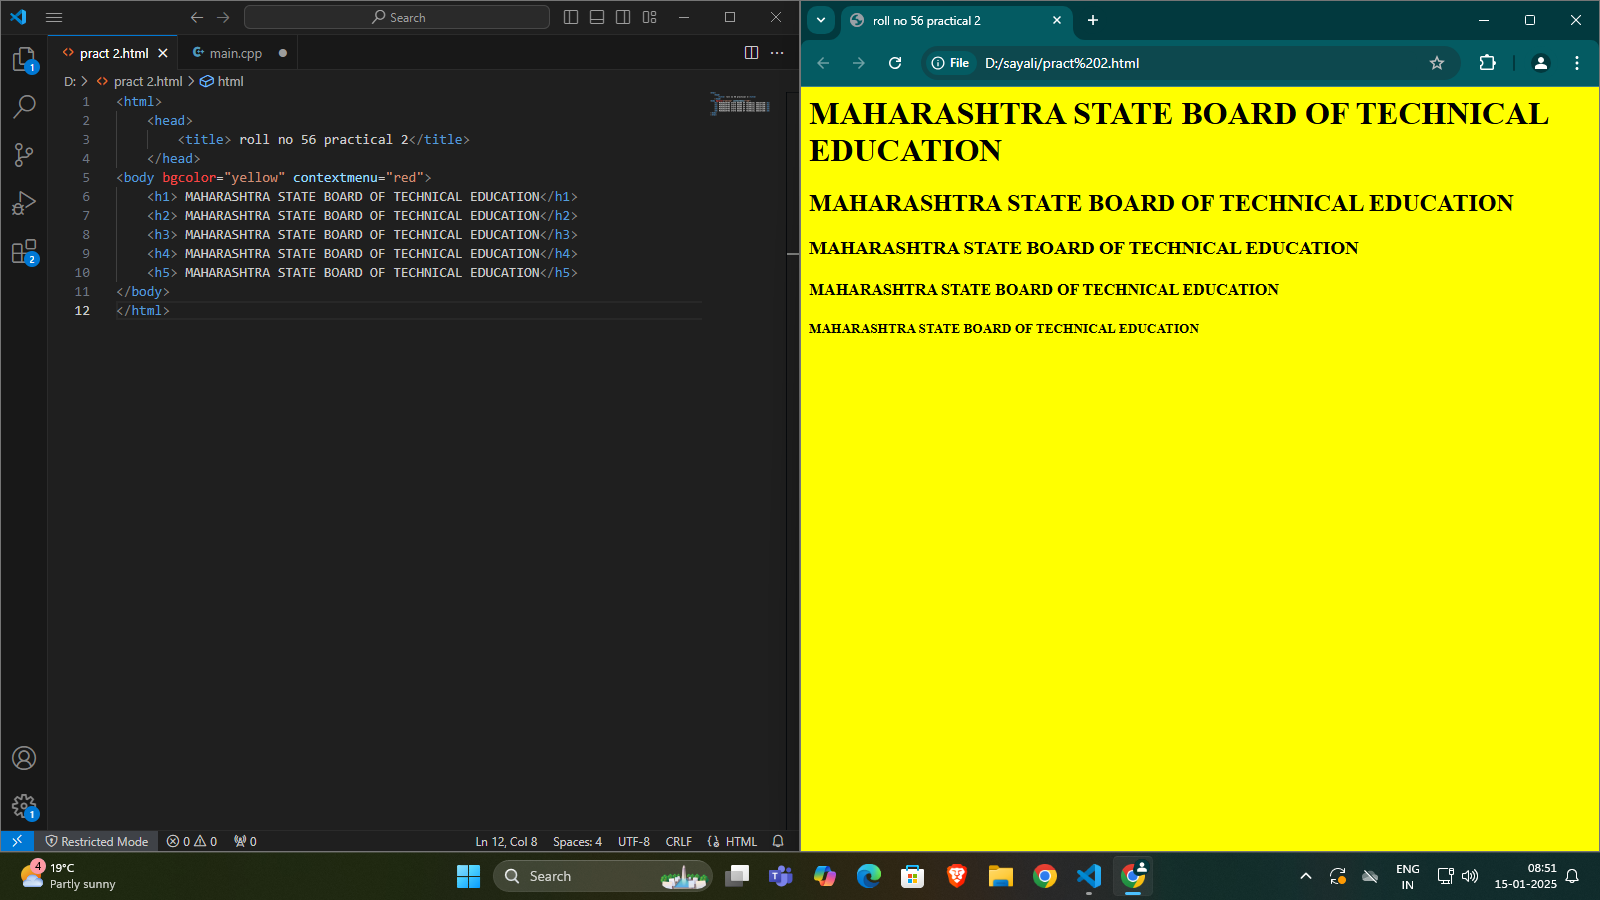 Search
pract 2.html
main.cpp
D:
pract 2.html
html
1 <html>
2 <head>
3 <title> roll no 56 practical 2</title>
4 </head>
5 <body bgcolor="yellow" contextmenu="red">
6 <h1> MAHARASHTRA STATE BOARD OF TECHNICAL EDUCATION</h1>
7 <h2> MAHARASHTRA STATE BOARD OF TECHNICAL EDUCATION</h2>
8 <h3> MAHARASHTRA STATE BOARD OF TECHNICAL EDUCATION</h3>
9 <h4> MAHARASHTRA STATE BOARD OF TECHNICAL EDUCATION</h4>
10 <h5> MAHARASHTRA STATE BOARD OF TECHNICAL EDUCATION</h5>
11 </body>
12 </html>
1
2
1
Restricted Mode
0 0
0
Ln 12, Col 8
Spaces: 4
UTF-8
CRLF
HTML
roll no 56 practical 2
File
D:/sayali/pract%202.html
MAHARASHTRA STATE BOARD OF TECHNICAL
EDUCATION
MAHARASHTRA STATE BOARD OF TECHNICAL EDUCATION
MAHARASHTRA STATE BOARD OF TECHNICAL EDUCATION
MAHARASHTRA STATE BOARD OF TECHNICAL EDUCATION
MAHARASHTRA STATE BOARD OF TECHNICAL EDUCATION
4
19°C
Partly sunny
Search
ENG
IN
08:51
15-01-2025